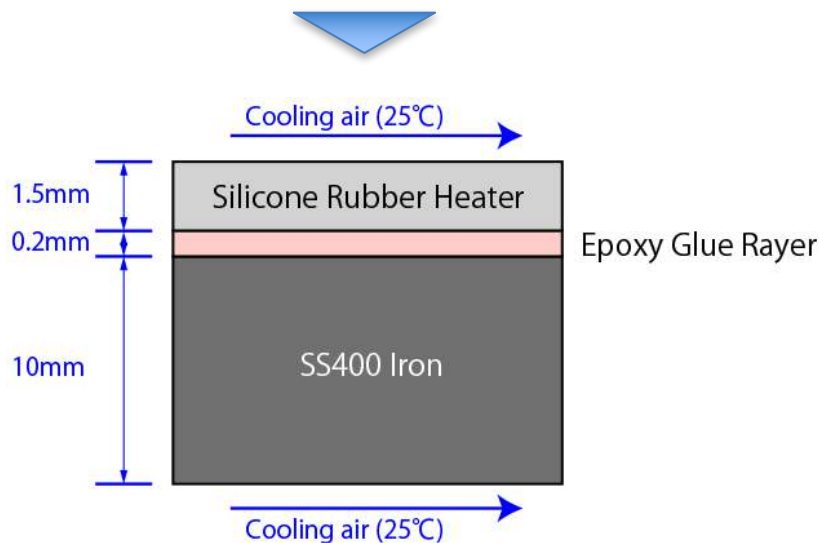 Cooling air (25℃)
1.5mm
Silicone Rubber Heater
0.2mm
Epoxy Glue Rayer
10mm
SS400 Iron
Cooling air (25℃)